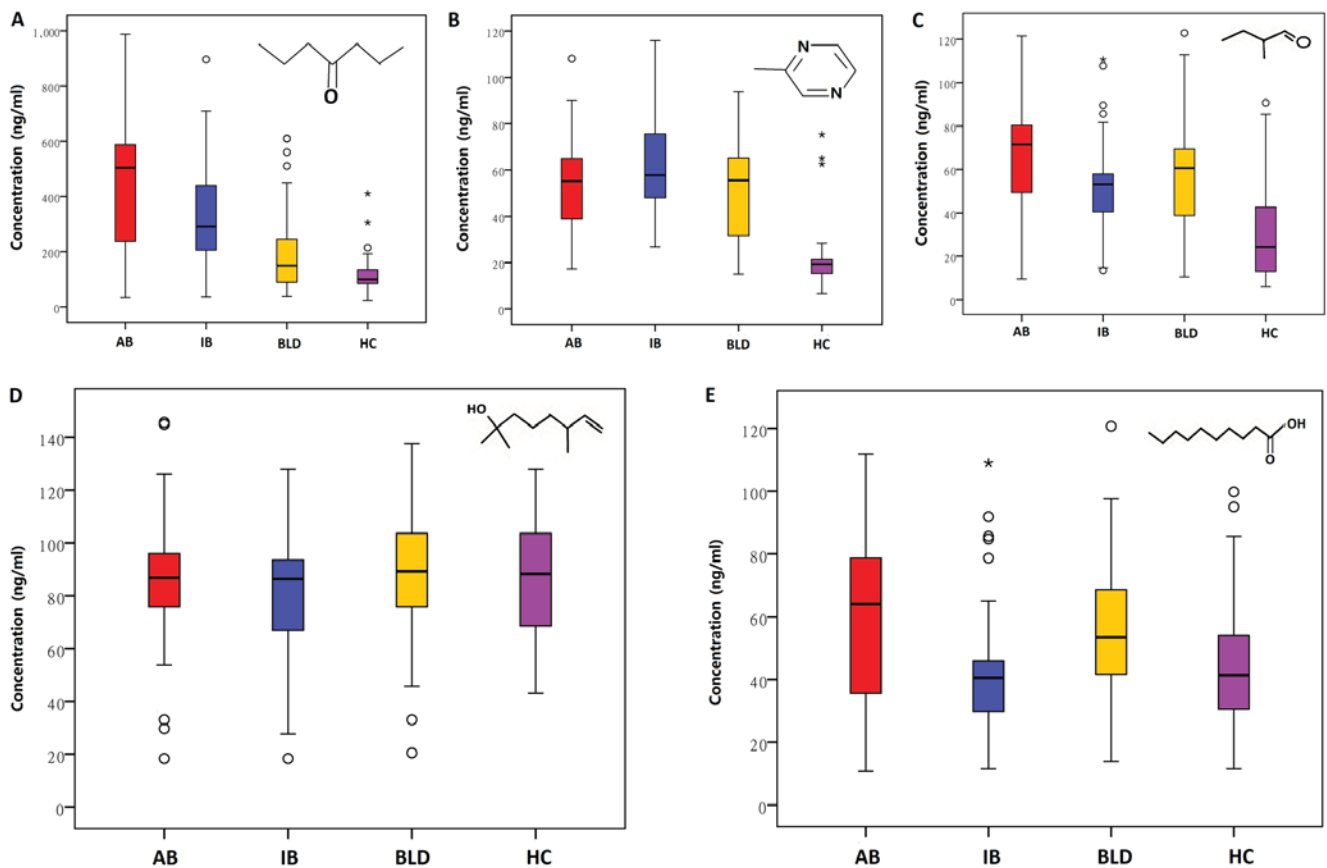 A
Concentration (ng/ml)
1,000
800
600
400
200
0
O
AB IB BLD HC
B
Concentration (ng/ml)
120
100
80
60
40
20
0
N
N
AB IB BLD HC
C
Concentration (ng/ml)
120
100
80
60
40
20
0
O
AB IB BLD HC
D
Concentration (ng/ml)
140
120
100
80
60
40
20
0
HO
AB IB BLD HC
E
Concentration (ng/ml)
120
100
80
60
40
20
0
OH
O
AB IB BLD HC